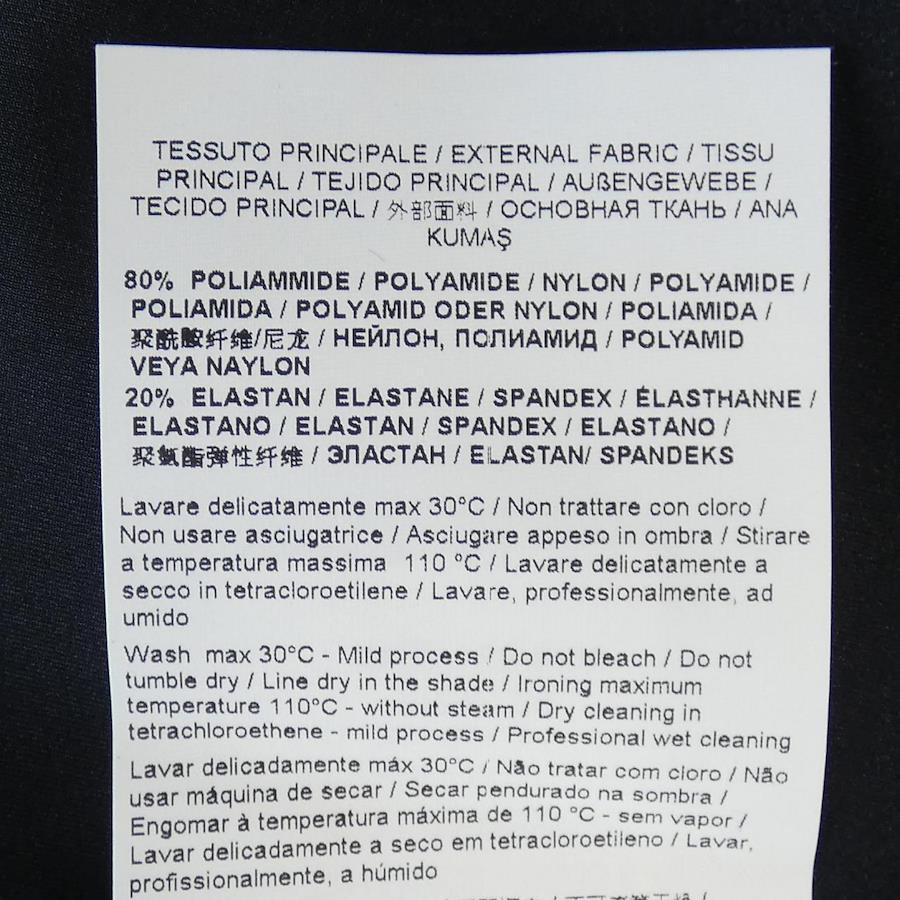 TESSUTO PRINCIPALE / EXTERNAL FABRIC / TISSU
PRINCIPAL / TEJIDO PRINCIPAL / AUßENGEWEBE /
TECIDO PRINCIPAL / 外部面料 / ОСНОВНАЯ ТКАНЬ / ANA
KUMAŞ
80% POLIAMMIDE / POLYAMIDE / NYLON / POLYAMIDE /
POLIAMIDA / POLYAMID ODER NYLON / POLIAMIDA /
聚酰胺纤维/尼龙 / НЕЙЛОН, ПОЛИАМИД / POLYAMID
VEYA NAYLON
20% ELASTAN / ELASTANE / SPANDEX / ÉLASTHANNE /
ELASTANO / ELASTAN / SPANDEX / ELASTANO /
聚氨酯弹性纤维 / ЭЛАСТАН / ELASTAN/ SPANDEKS
Lavare delicatamente max 30°C / Non trattare con cloro /
Non usare asciugatrice / Asciugare appeso in ombra / Stirare
a temperatura massima 110 °C / Lavare delicatamente a
secco in tetracloroetilene / Lavare, professionalmente, ad
umido
Wash max 30°C - Mild process / Do not bleach / Do not
tumble dry / Line dry in the shade / Ironing maximum
temperature 110°C - without steam / Dry cleaning in
tetrachloroethene - mild process / Professional wet cleaning
Lavar delicadamente máx 30°C / Não tratar com cloro / Não
usar máquina de secar / Secar pendurado na sombra /
Engomar à temperatura máxima de 110 °C - sem vapor /
Lavar delicadamente a seco em tetracloroetileno / Lavar,
profissionalmente, a húmido